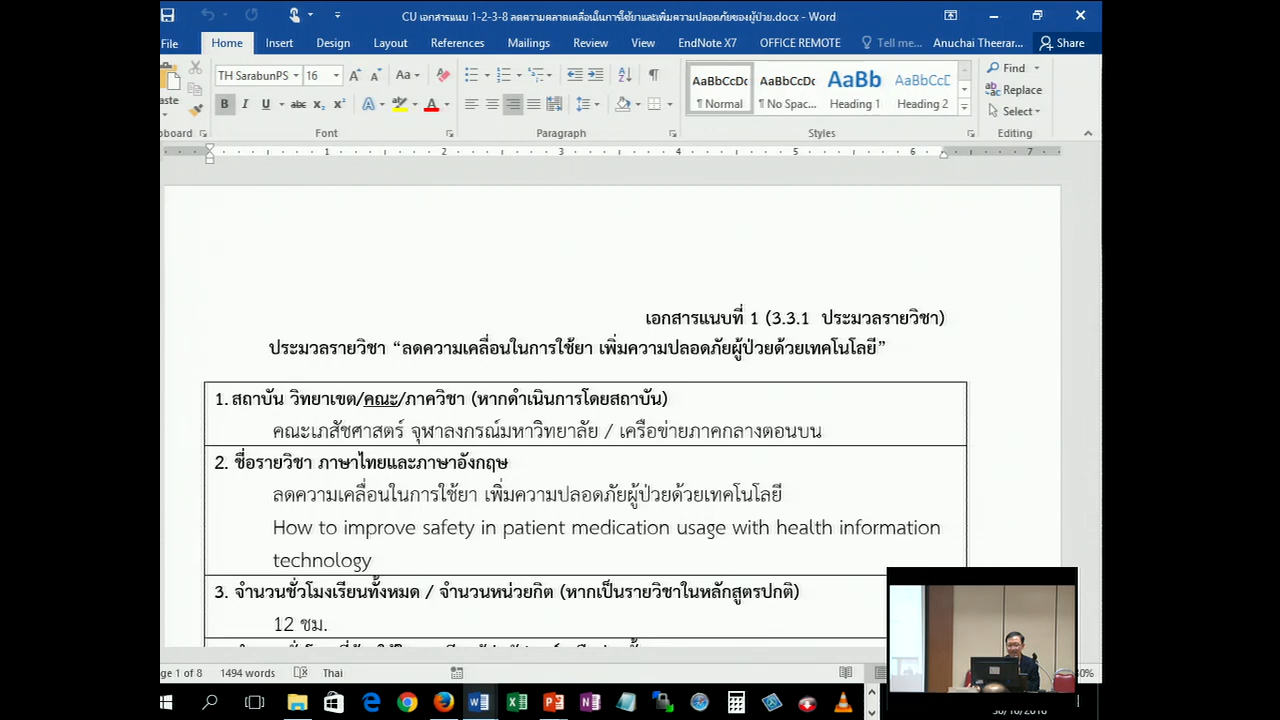 CU เอกสารแนบ 1-2-3-8 ลดความคลาดเคลื่อนในการใช้ยาและเพิ่มความปลอดภัยของผู้ป่วย.docx - Word
File Home Insert Design Layout References Mailings Review View EndNote X7 OFFICE REMOTE Tell me... Anuchai Theerar... Share
TH SarabunPS 16 Aa
AaBbCcDc AaBbCcDc AaBb AaBbCcD
¶ Normal ¶ No Spac... Heading 1 Heading 2
Find
Replace
Select
aste
B I U abc x₂ x²
board Font Paragraph Styles Editing
1 2 3 4 5 6 7
เอกสารแนบที่ 1 (3.3.1 ประมวลรายวิชา)
ประมวลรายวิชา “ลดความเคลื่อนในการใช้ยา เพิ่มความปลอดภัยผู้ป่วยด้วยเทคโนโลยี”
1. สถาบัน วิทยาเขต/คณะ/ภาควิชา (หากดำเนินการโดยสถาบัน)
คณะเภสัชศาสตร์ จุฬาลงกรณ์มหาวิทยาลัย / เครือข่ายภาคกลางตอนบน
2. ชื่อรายวิชา ภาษาไทยและภาษาอังกฤษ
ลดความเคลื่อนในการใช้ยา เพิ่มความปลอดภัยผู้ป่วยด้วยเทคโนโลยี
How to improve safety in patient medication usage with health information
technology
3. จำนวนชั่วโมงเรียนทั้งหมด / จำนวนหน่วยกิต (หากเป็นรายวิชาในหลักสูตรปกติ)
12 ชม.
ge 1 of 8 1494 words Thai 80%